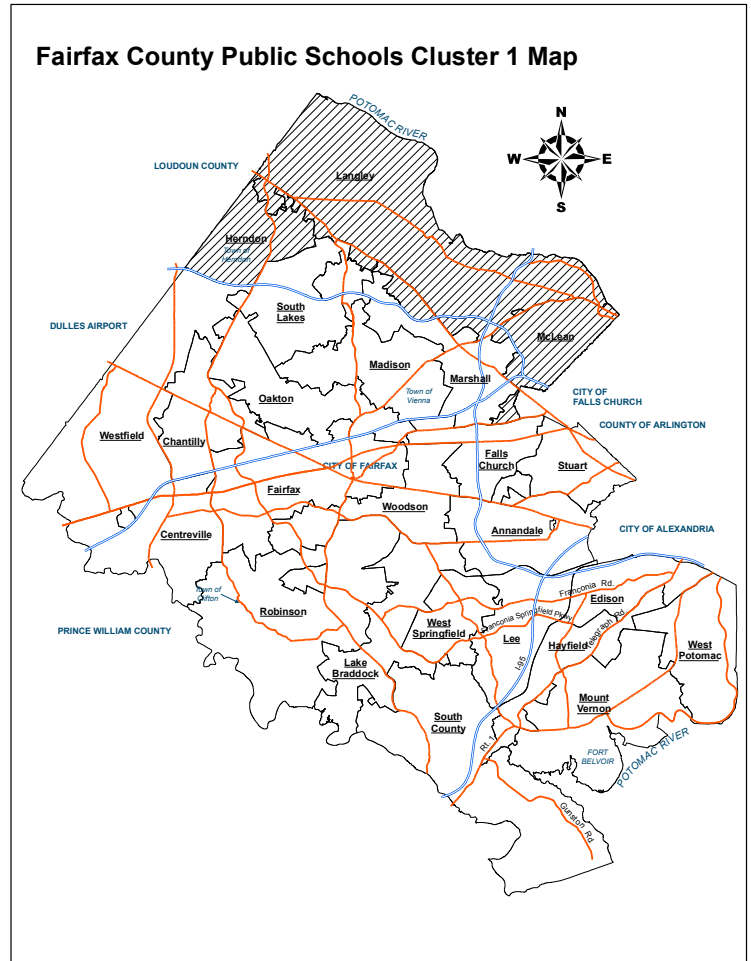 Fairfax County Public Schools Cluster 1 Map
POTOMAC RIVER
N
W
E
S
LOUDOUN COUNTY
Langley
Herndon
Town of
Herndon
South
Lakes
DULLES AIRPORT
McLean
Madison
Marshall
Town of
Vienna
CITY OF
FALLS CHURCH
Oakton
COUNTY OF ARLINGTON
Westfield
Chantilly
Falls
Church
Stuart
CITY OF FAIRFAX
Fairfax
Woodson
Annandale
CITY OF ALEXANDRIA
Centreville
Town of
Clifton
Robinson
Franconia Rd.
Edison
PRINCE WILLIAM COUNTY
West
Springfield
Franconia Springfield Pkwy
Lee
Hayfield
Telegraph Rd.
West
Potomac
Lake
Braddock
I-95
Mount
Vernon
South
County
Rt. 1
FORT
BELVOIR
POTOMAC RIVER
Gunston Rd